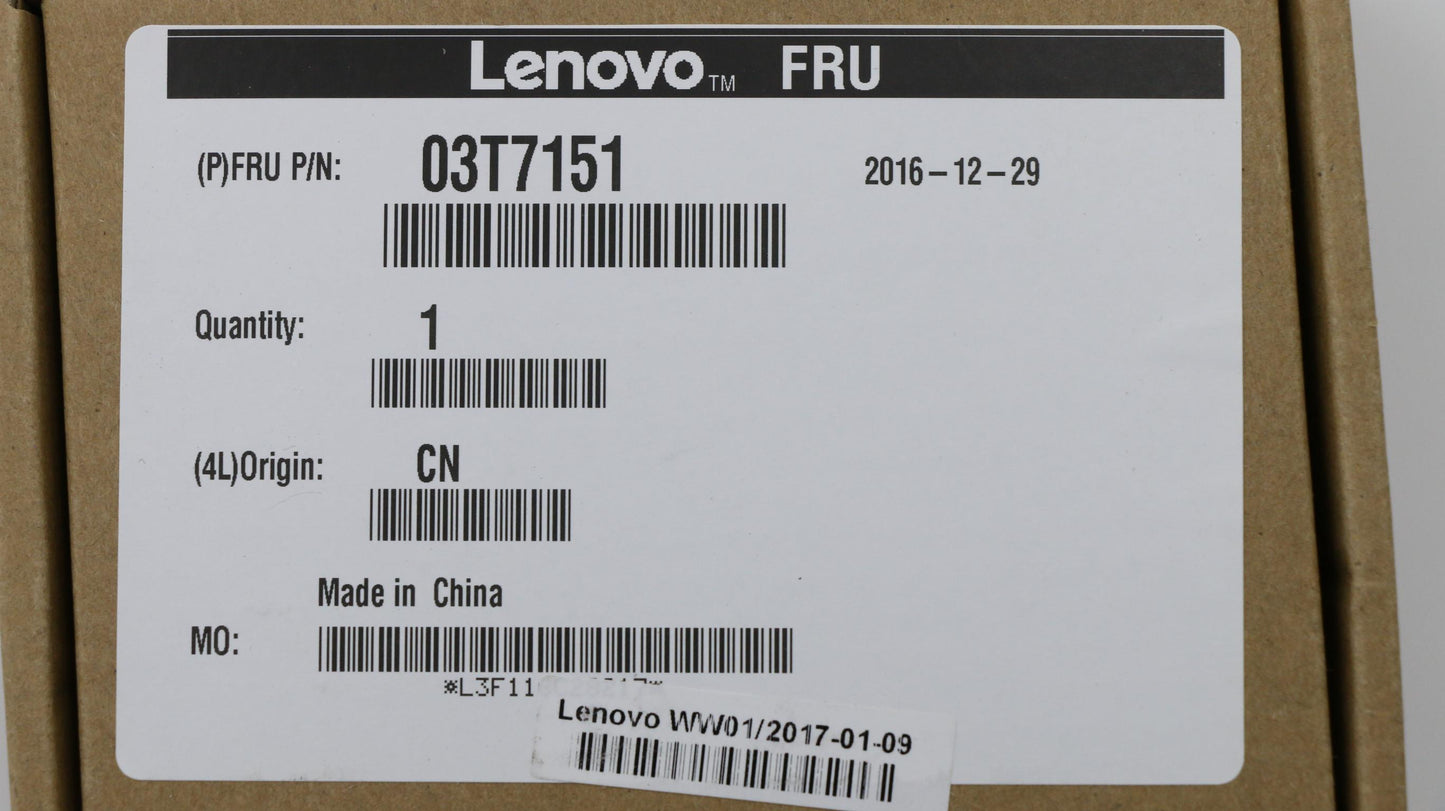 Lenovo™ FRU
(P)FRU P/N: 03T7151 2016-12-29
Quantity: 1
(4L)Origin: CN
Made in China
MO:
Lenovo WW01/2017-01-09